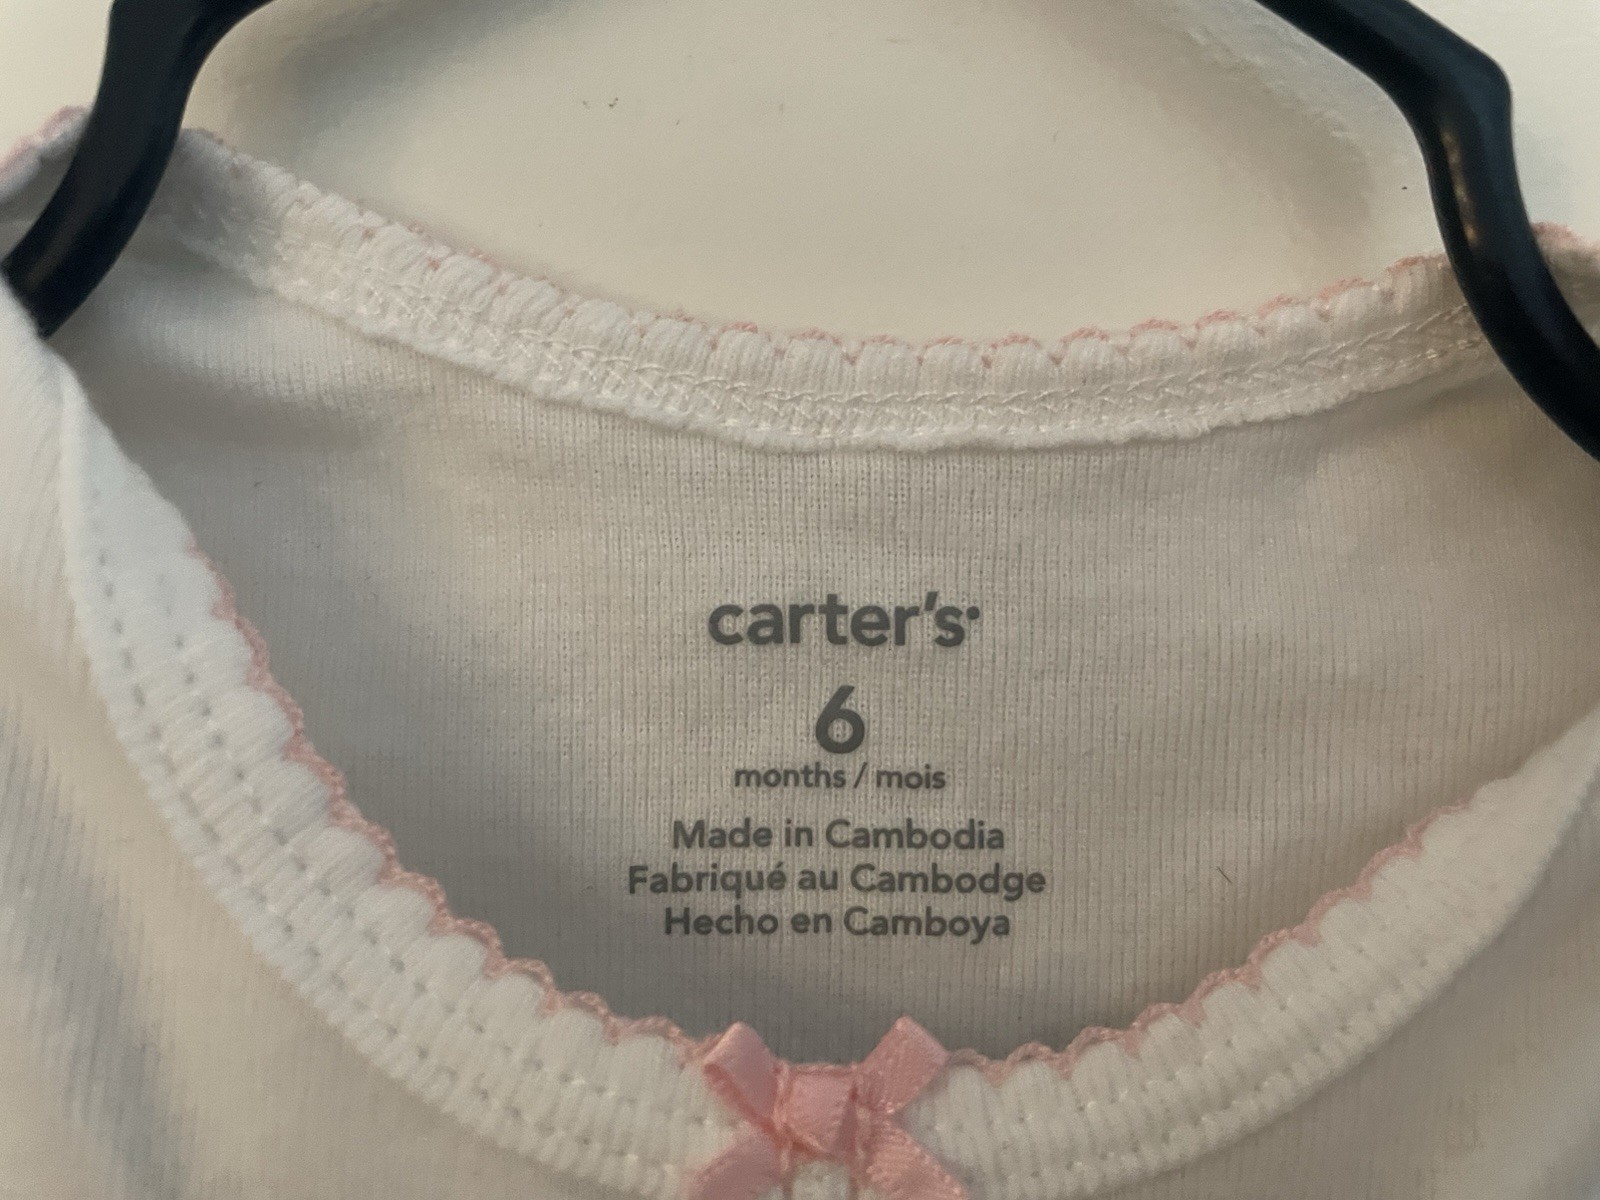 carter's
6
months / mois
Made in Cambodia
Fabriqué au Cambodge
Hecho en Camboya